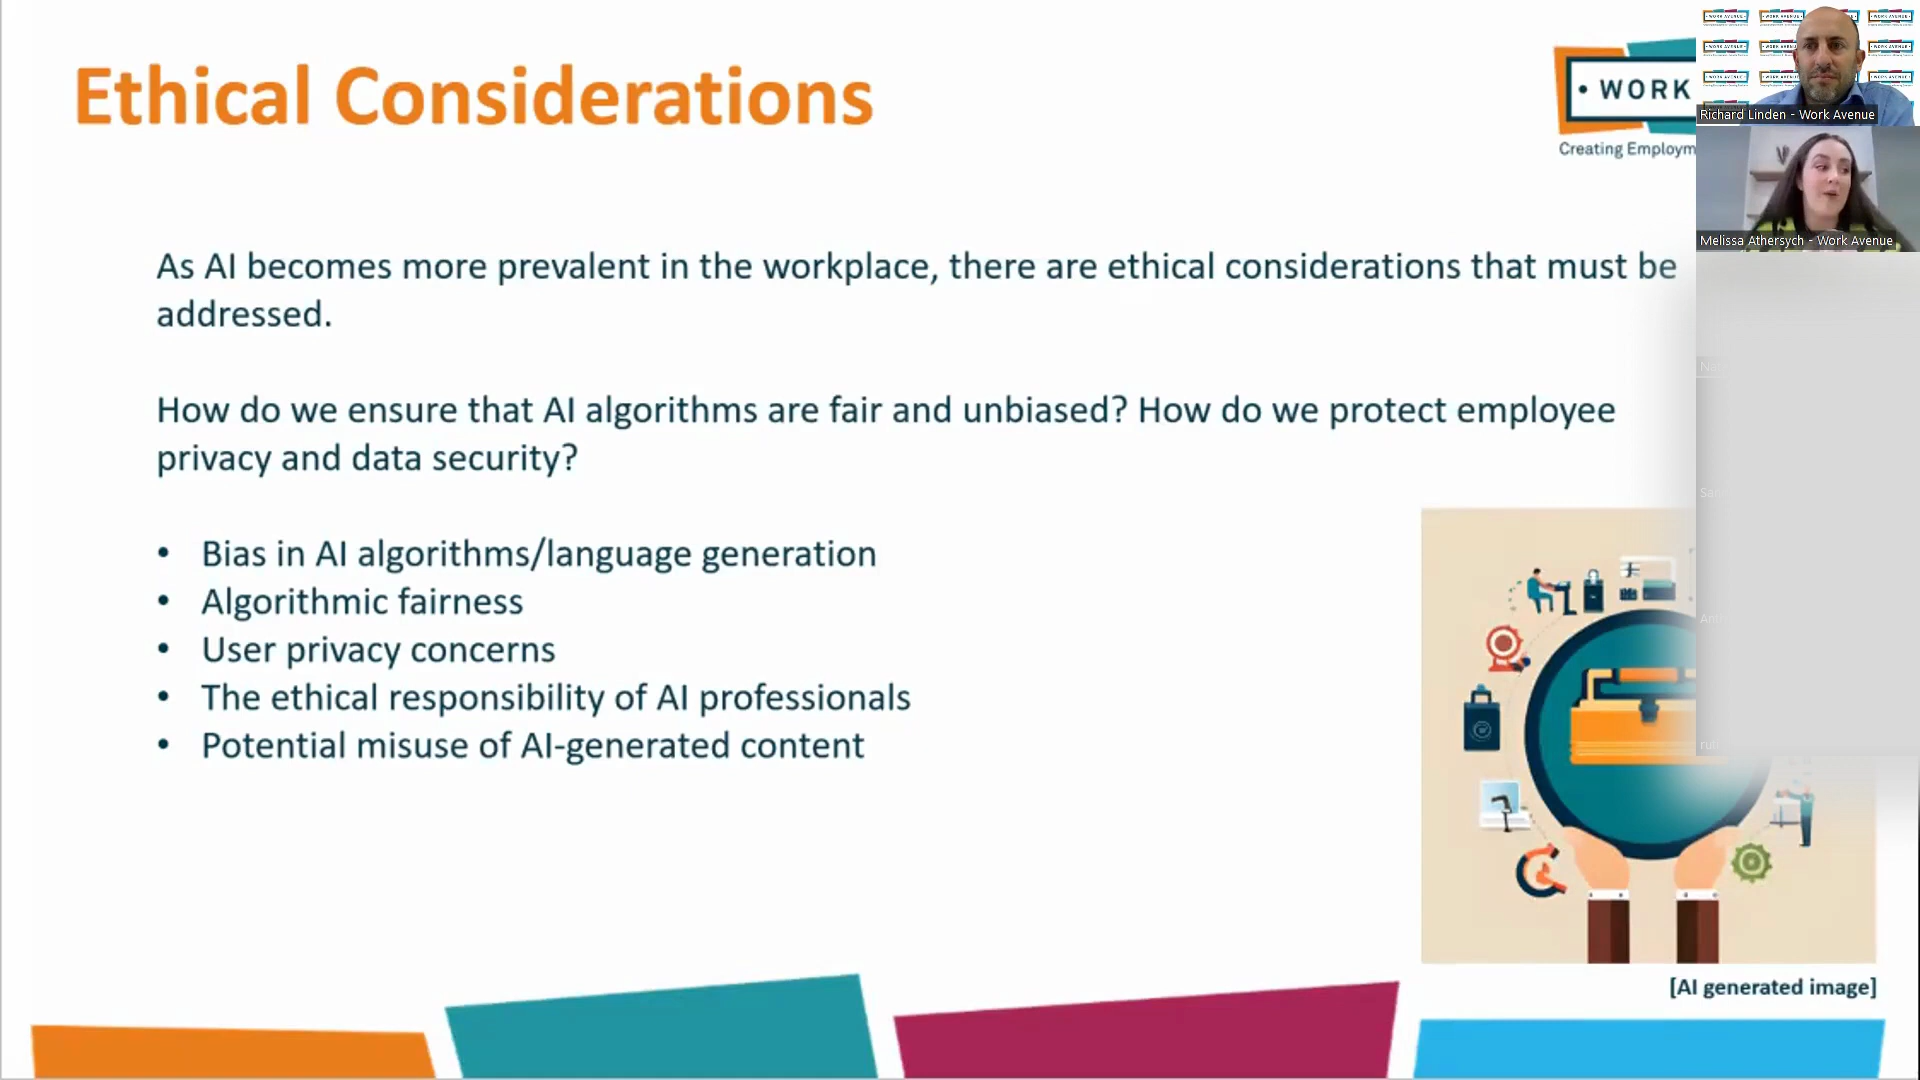 Ethical Considerations
• WORK
Creating Employm
Richard Linden - Work Avenue
Melissa Athersych - Work Avenue
As AI becomes more prevalent in the workplace, there are ethical considerations that must be
addressed.
How do we ensure that AI algorithms are fair and unbiased? How do we protect employee
privacy and data security?
• Bias in AI algorithms/language generation
• Algorithmic fairness
• User privacy concerns
• The ethical responsibility of AI professionals
• Potential misuse of AI-generated content
[AI generated image]